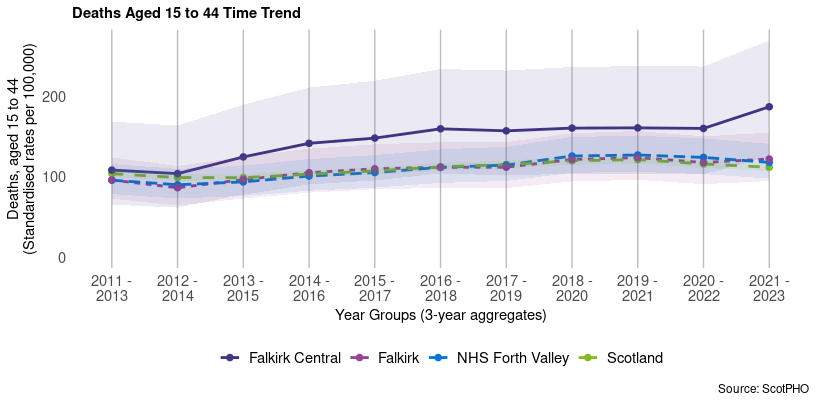 Deaths Aged 15 to 44 Time Trend
Deaths, aged 15 to 44
(Standardised rates per 100,000)
200
100
0
2011 - 2013
2012 - 2014
2013 - 2015
2014 - 2016
2015 - 2017
2016 - 2018
2017 - 2019
2018 - 2020
2019 - 2021
2020 - 2022
2021 - 2023
Year Groups (3-year aggregates)
Falkirk Central Falkirk NHS Forth Valley Scotland
Source: ScotPHO